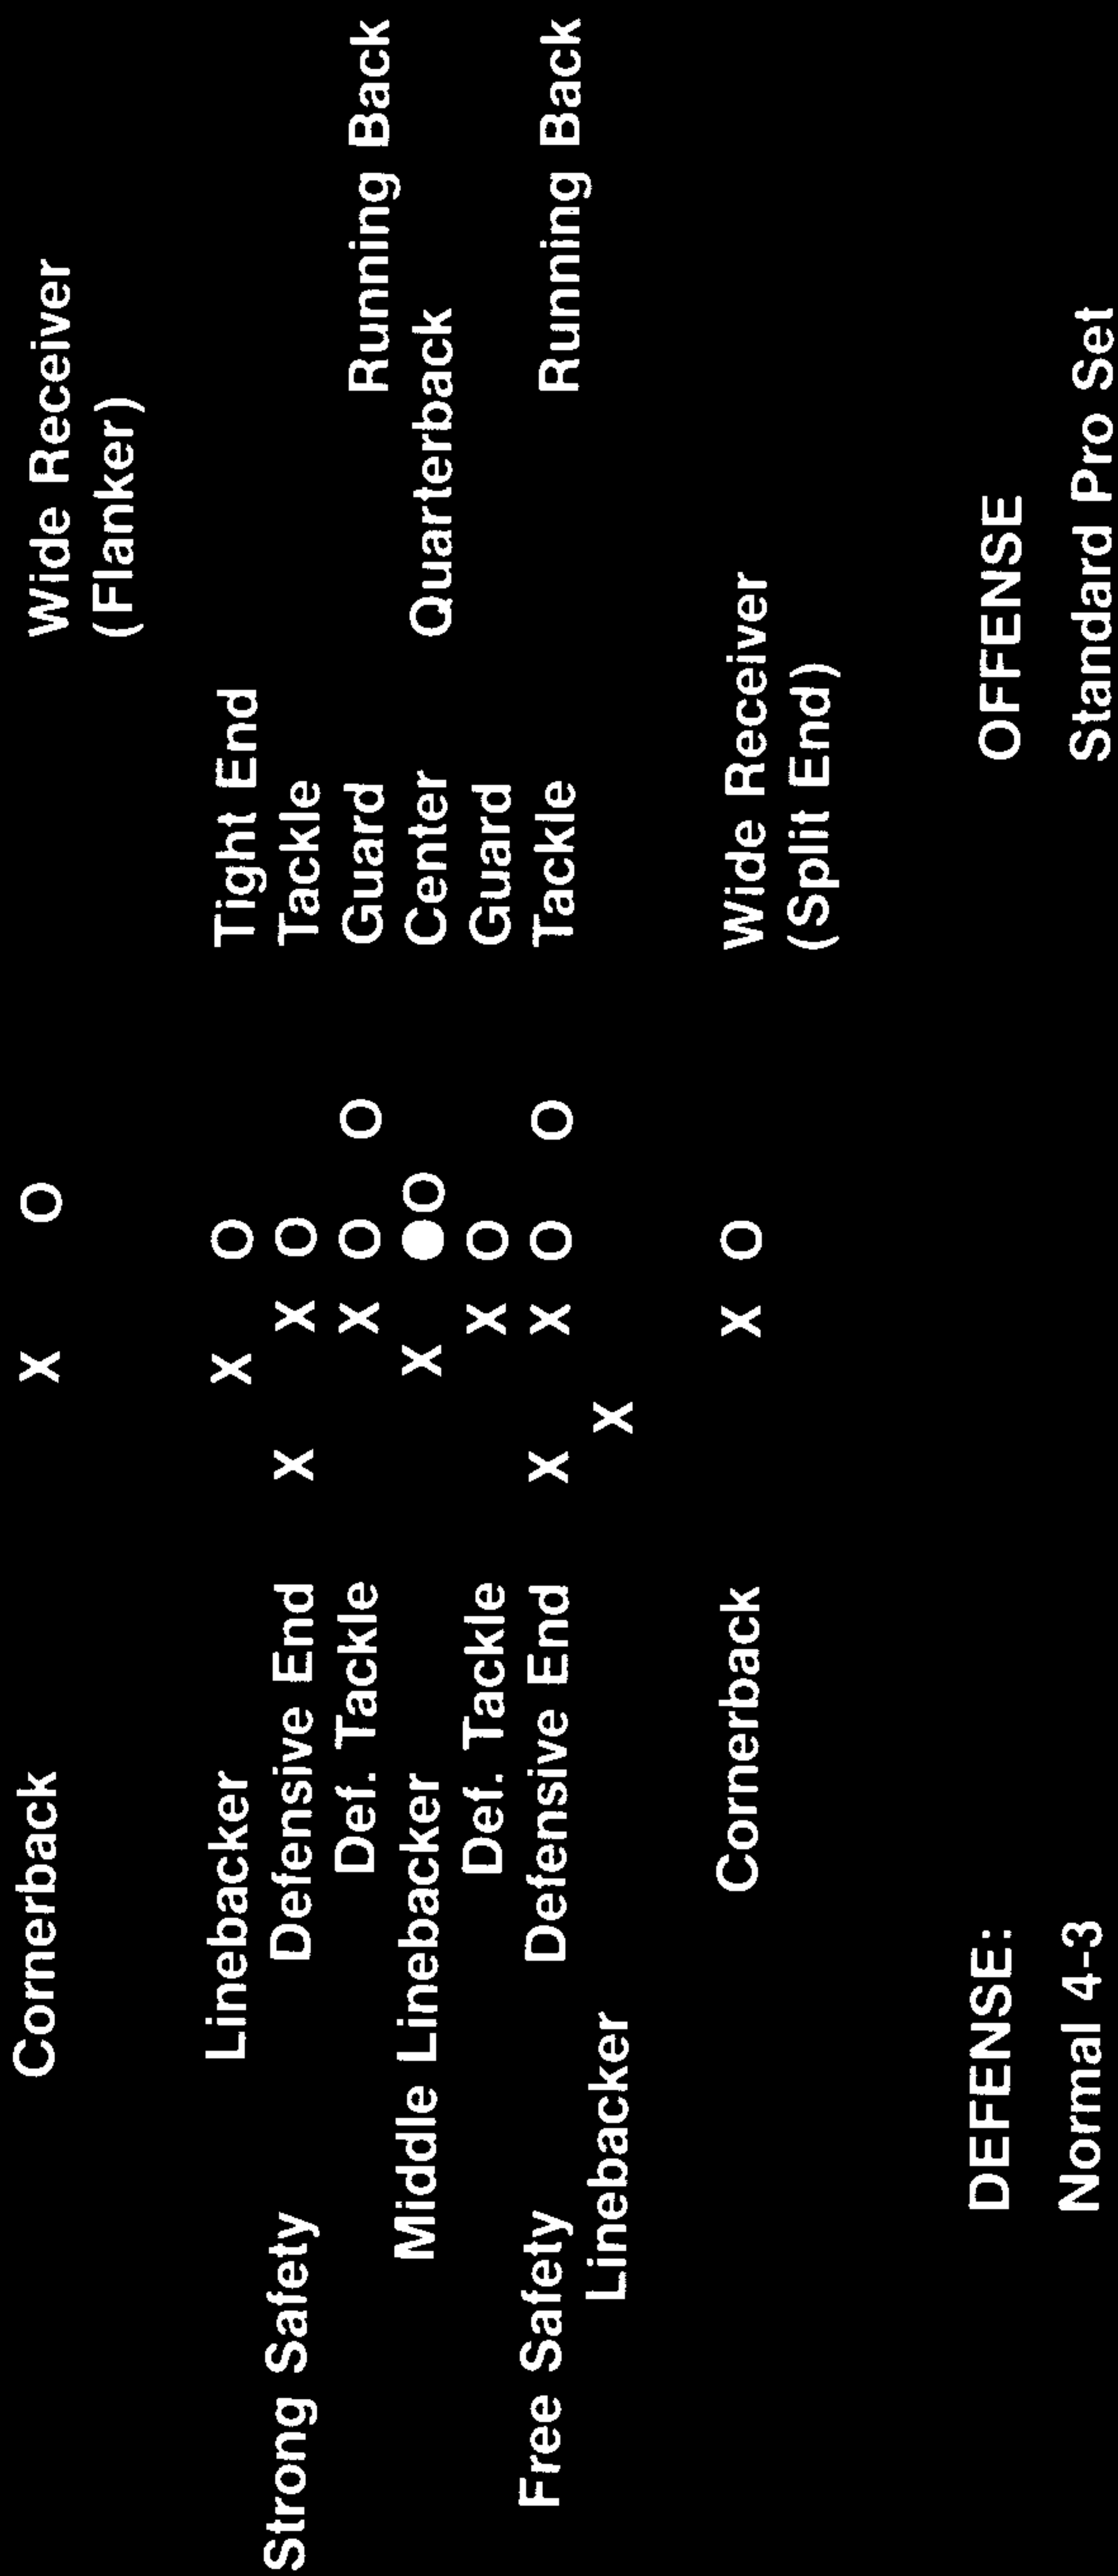 Cornerback X O Wide Receiver
(Flanker)
Linebacker X O Tight End
Strong Safety Defensive End X X O Tackle
Def. Tackle X O O Guard Running Back
Middle Linebacker X ●O Center Quarterback
Def. Tackle X O Guard
Free Safety Defensive End X X O O Tackle Running Back
Linebacker X
Cornerback X O Wide Receiver
(Split End)
DEFENSE: OFFENSE
Normal 4-3 Standard Pro Set